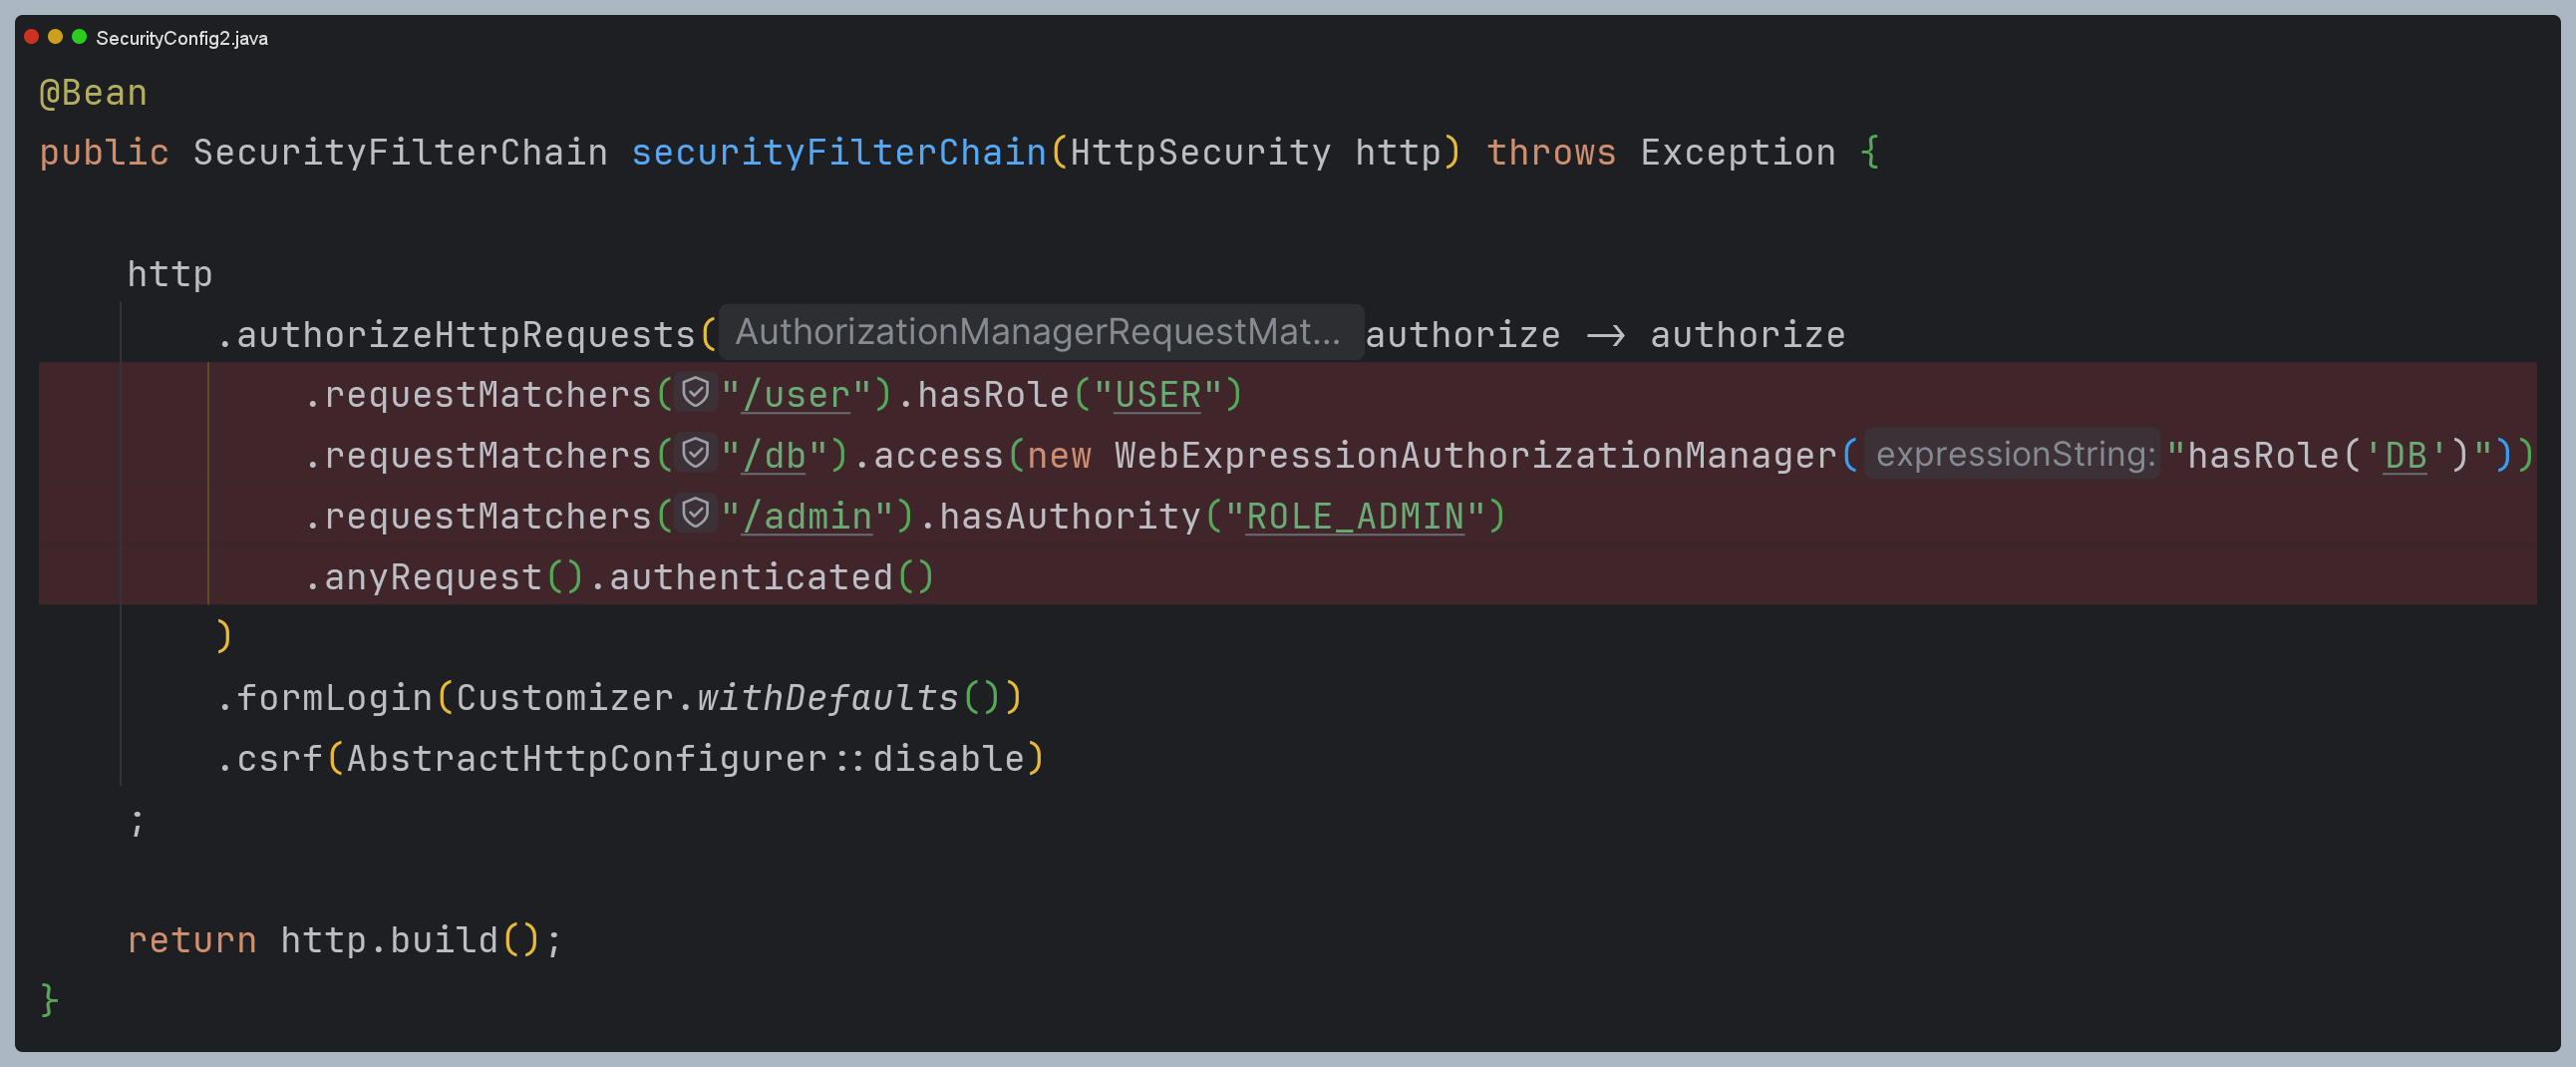 SecurityConfig2.java
@Bean
public SecurityFilterChain securityFilterChain(HttpSecurity http) throws Exception {
http
.authorizeHttpRequests( AuthorizationManagerRequestMat... authorize -> authorize
.requestMatchers("/user").hasRole("USER")
.requestMatchers("/db").access(new WebExpressionAuthorizationManager( expressionString: "hasRole('DB')"))
.requestMatchers("/admin").hasAuthority("ROLE_ADMIN")
.anyRequest().authenticated()
)
.formLogin(Customizer.withDefaults())
.csrf(AbstractHttpConfigurer::disable)
;
return http.build();
}